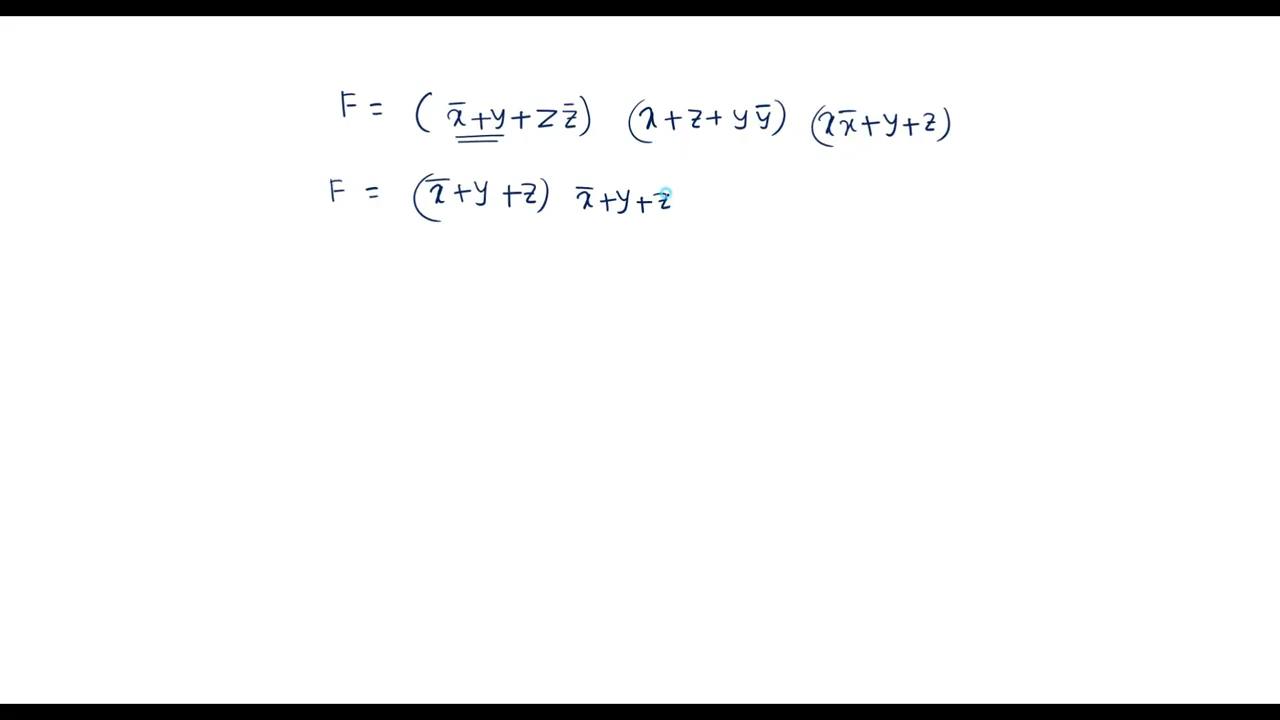 F = ( x̄+y+zz̄) (x+z+yȳ) (xx̄+y+z)
F = (x̄+y+z) x̄+y+z